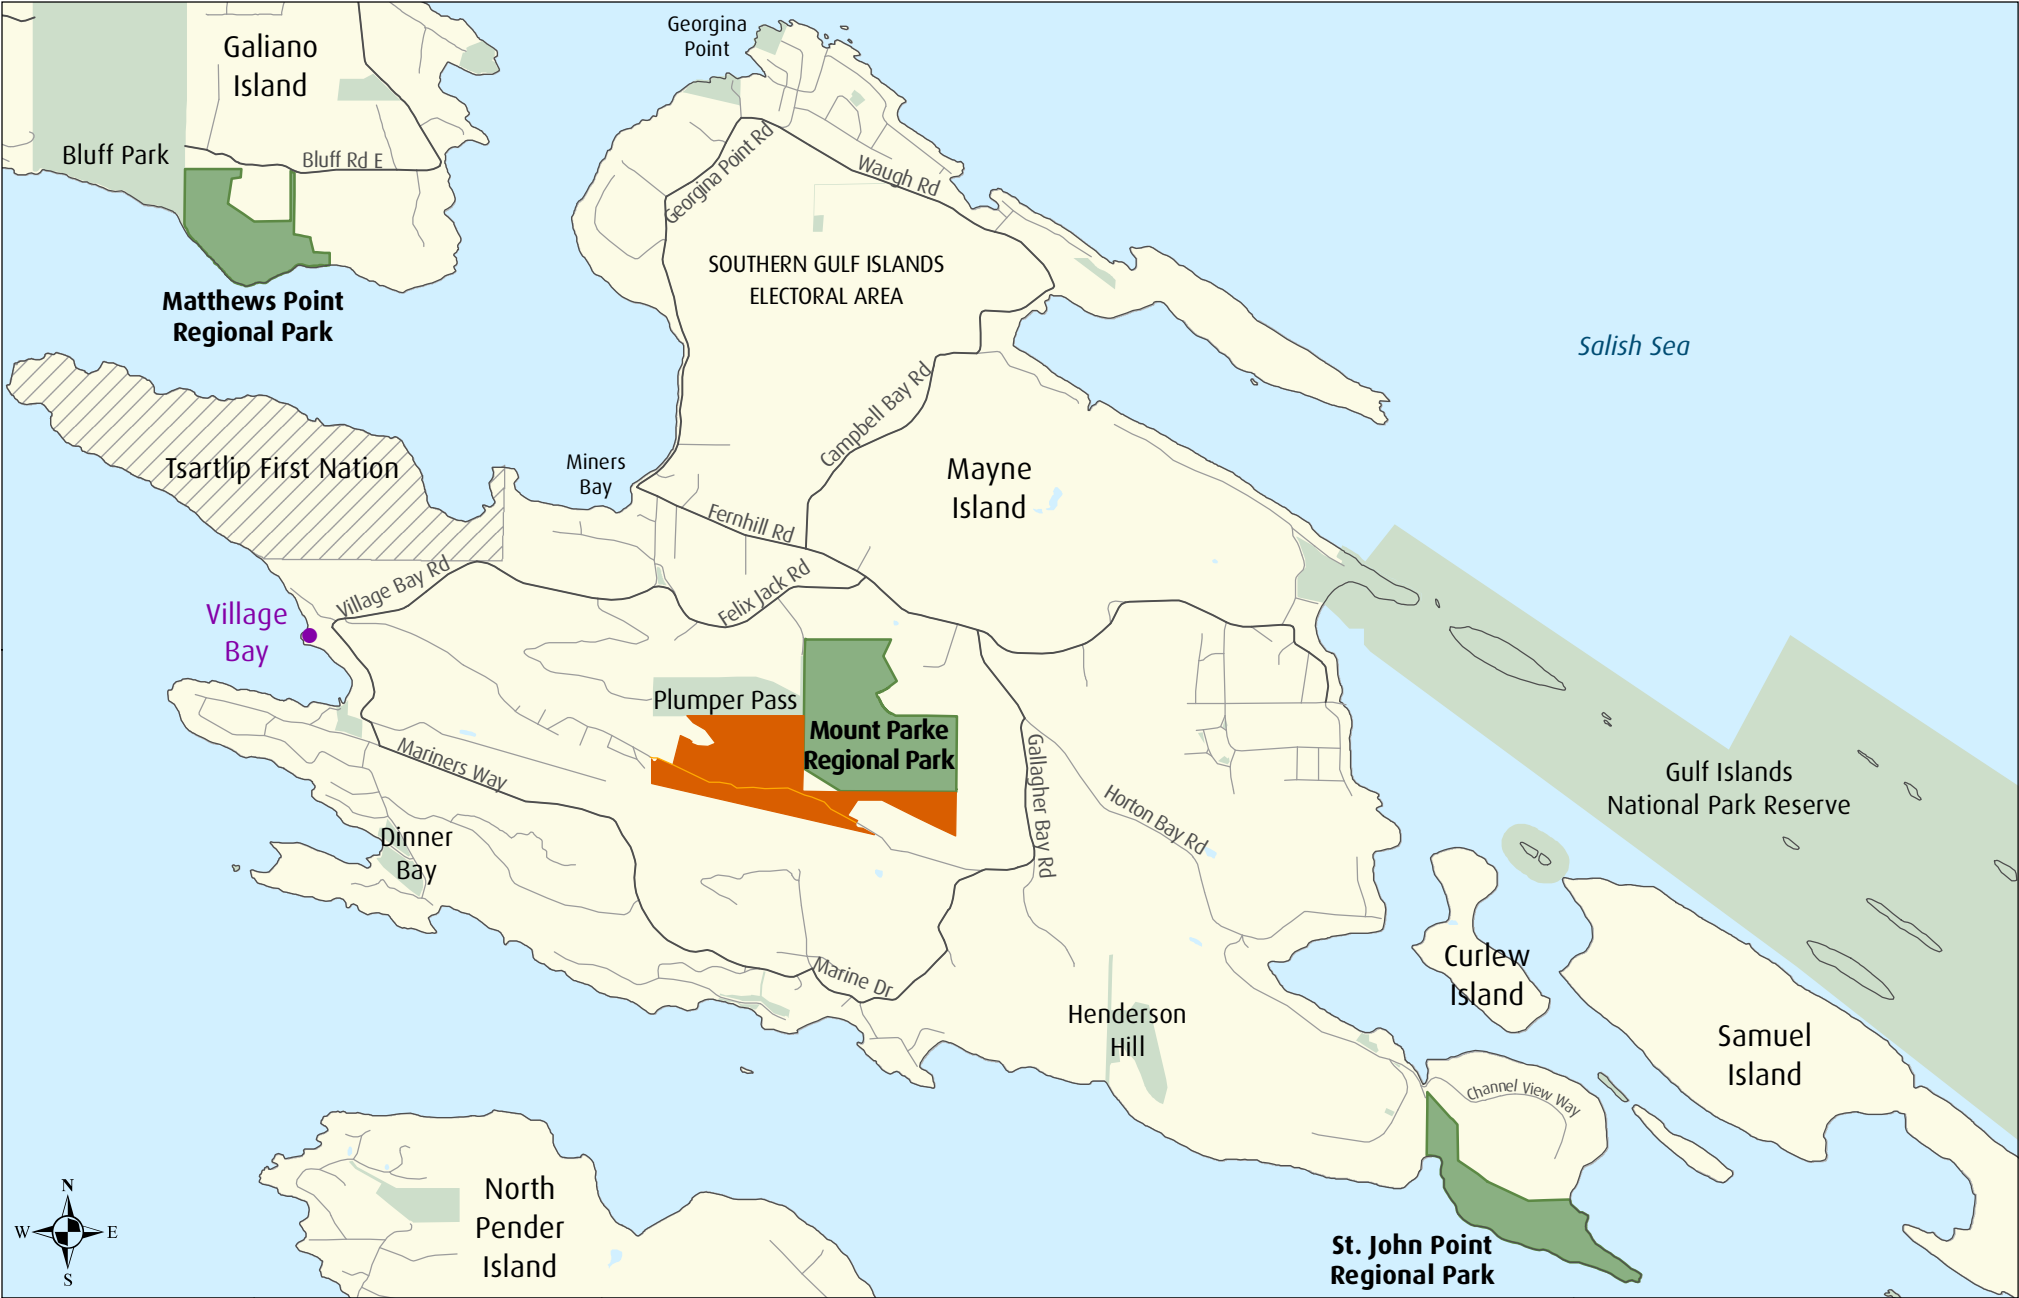 Georgina
Point
Galiano
Island
Bluff Park
Bluff Rd E
Georgina Point Rd
Waugh Rd
SOUTHERN GULF ISLANDS
ELECTORAL AREA
Matthews Point
Regional Park
Salish Sea
Campbell Bay Rd
Tsartlip First Nation
Miners
Bay
Mayne
Island
Fernhill Rd
Village Bay Rd
Felix Jack Rd
Village
Bay
Plumper Pass
Mount Parke
Regional Park
Mariners Way
Gallagher Bay Rd
Horton Bay Rd
Gulf Islands
National Park Reserve
Dinner
Bay
Curlew
Island
Marine Dr
Henderson
Hill
Samuel
Island
Channel View Way
North
Pender
Island
N
W
E
S
St. John Point
Regional Park